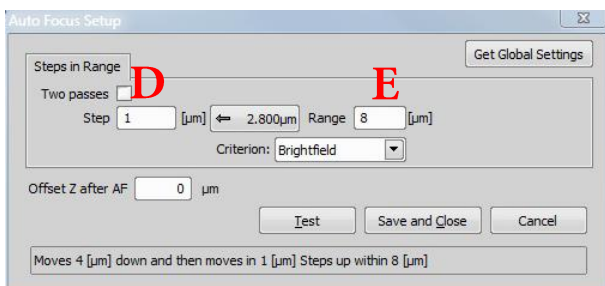 Auto Focus Setup
Get Global Settings
Steps in Range
D
E
Two passes
Step 1 [µm] 2.800µm Range 8 [µm]
Criterion: Brightfield
Offset Z after AF 0 µm
Test Save and Close Cancel
Moves 4 [µm] down and then moves in 1 [µm] Steps up within 8 [µm]